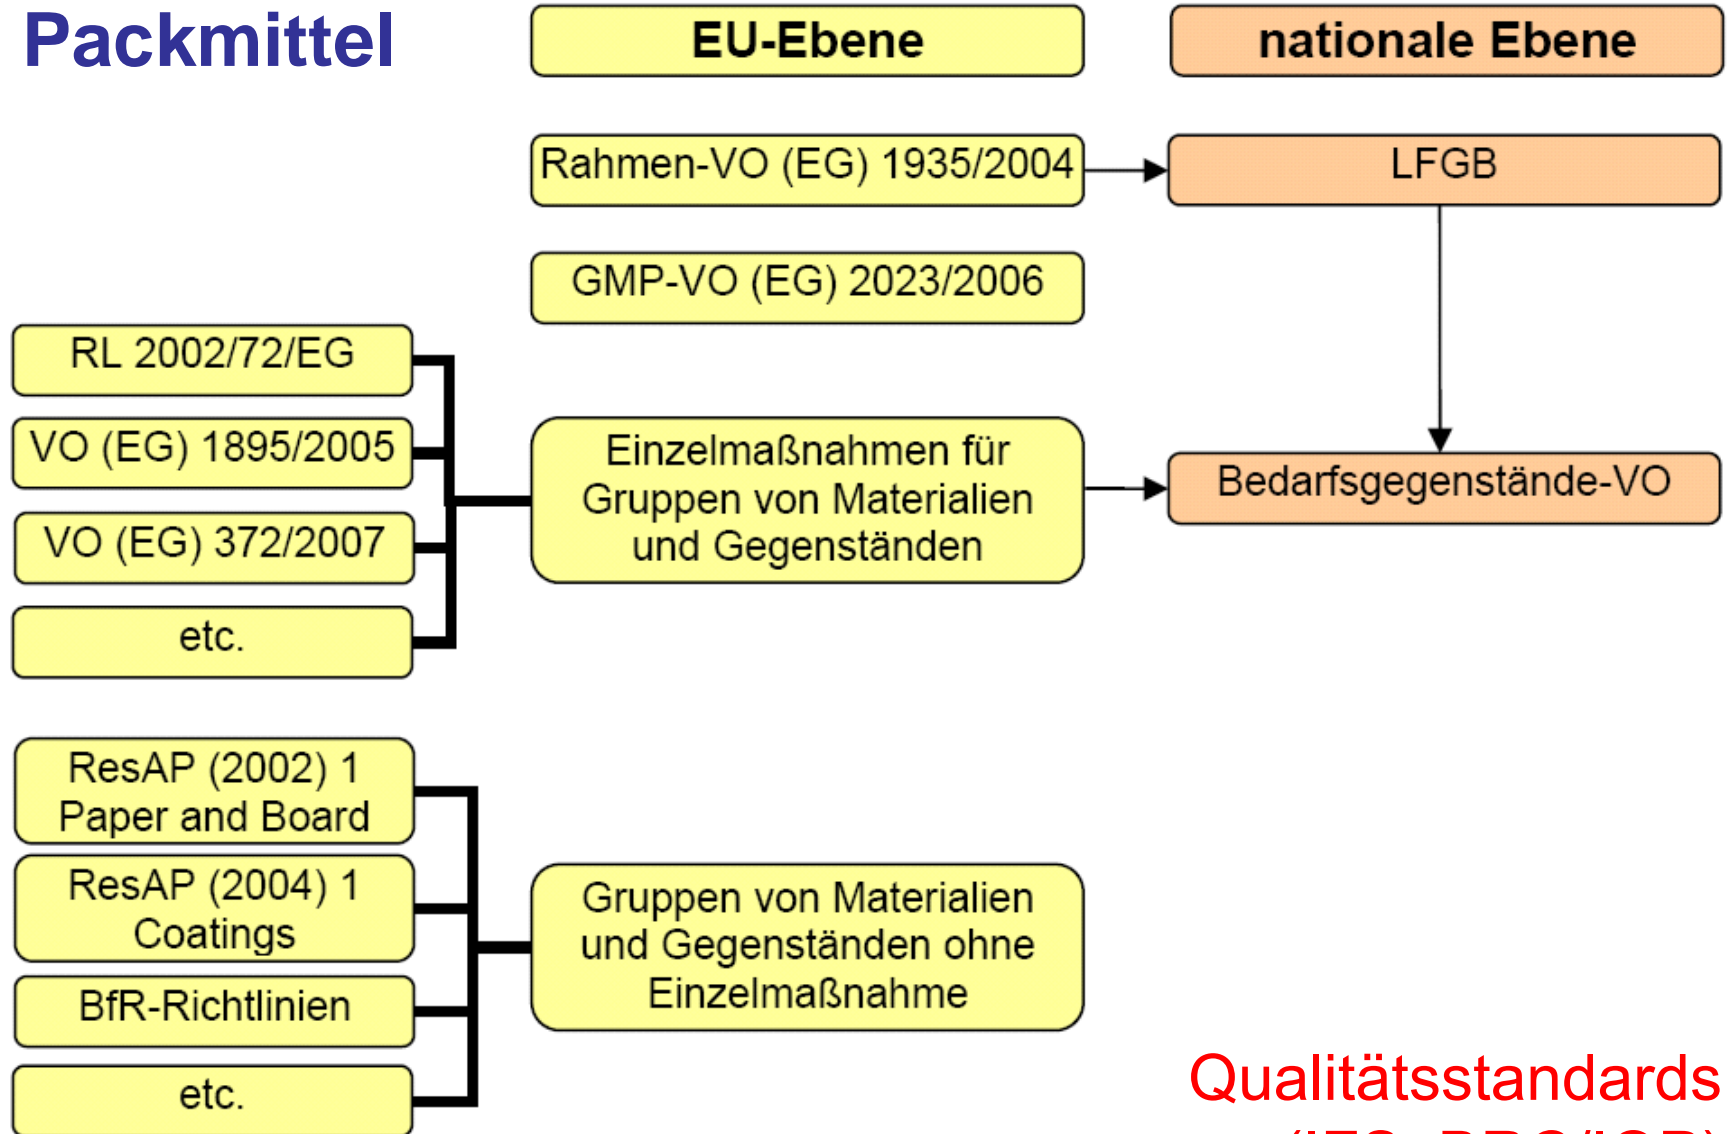 Packmittel
EU-Ebene
nationale Ebene
Rahmen-VO (EG) 1935/2004
LFGB
GMP-VO (EG) 2023/2006
RL 2002/72/EG
VO (EG) 1895/2005
VO (EG) 372/2007
etc.
Einzelmaßnahmen für
Gruppen von Materialien
und Gegenständen
Bedarfsgegenstände-VO
ResAP (2002) 1
Paper and Board
ResAP (2004) 1
Coatings
BfR-Richtlinien
etc.
Gruppen von Materialien
und Gegenständen ohne
Einzelmaßnahme
Qualitätsstandards